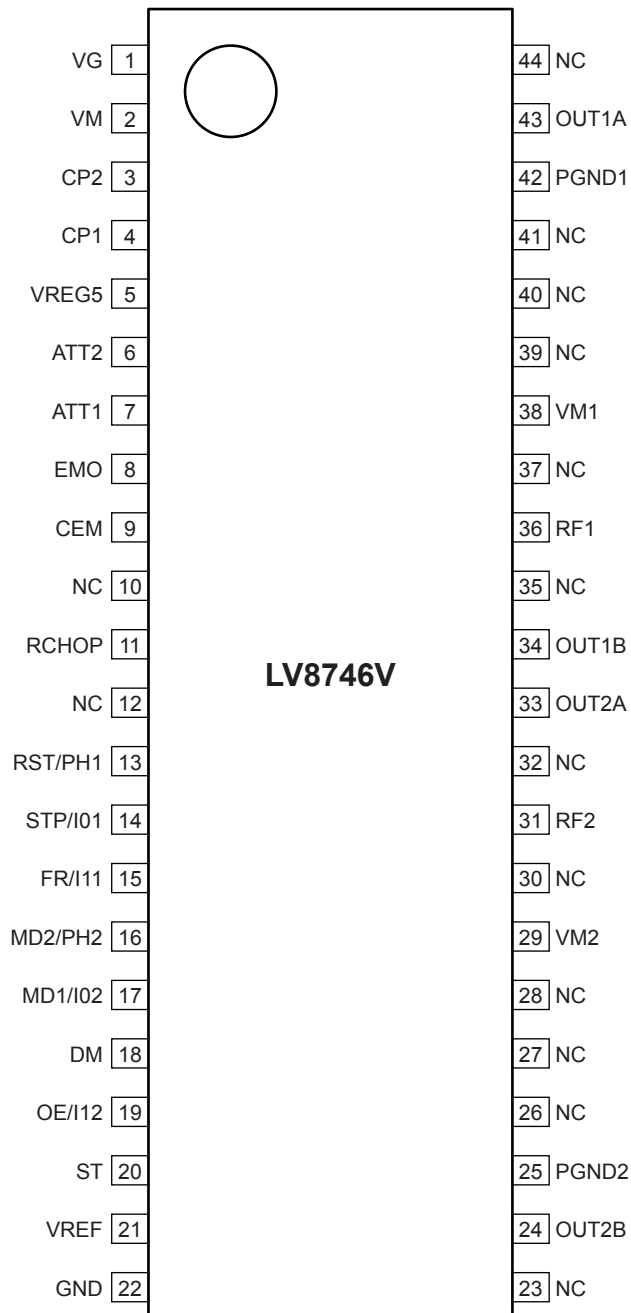 VG 1 44 NC
VM 2 43 OUT1A
CP2 3 42 PGND1
CP1 4 41 NC
VREG5 5 40 NC
ATT2 6 39 NC
ATT1 7 38 VM1
EMO 8 37 NC
CEM 9 36 RF1
NC 10 35 NC
RCHOP 11 34 OUT1B
LV8746V
NC 12 33 OUT2A
RST/PH1 13 32 NC
STP/I01 14 31 RF2
FR/I11 15 30 NC
MD2/PH2 16 29 VM2
MD1/I02 17 28 NC
DM 18 27 NC
OE/I12 19 26 NC
ST 20 25 PGND2
VREF 21 24 OUT2B
GND 22 23 NC